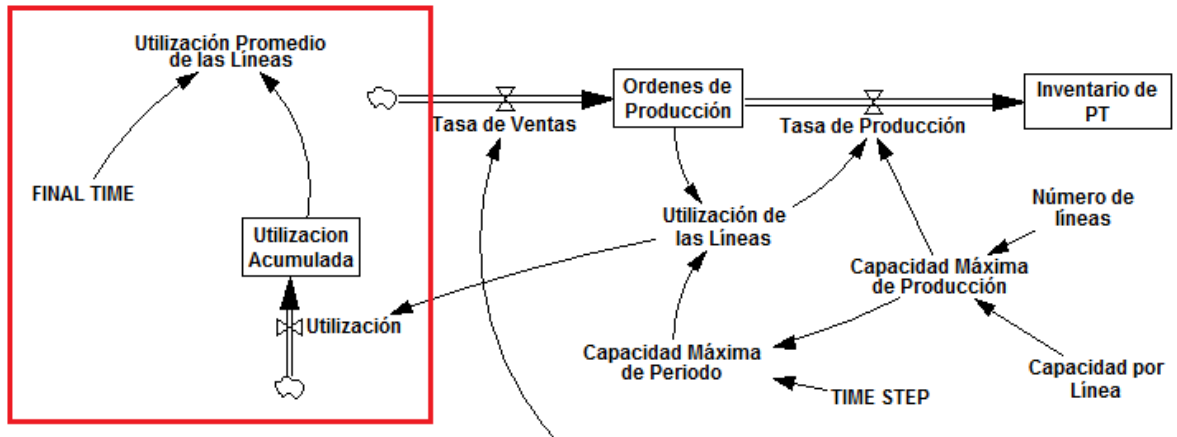 Utilización Promedio
de las Líneas
FINAL TIME
Utilizacion
Acumulada
Utilización
Tasa de Ventas
Ordenes de
Producción
Tasa de Producción
Inventario de
PT
Utilización de
las Líneas
Número de
líneas
Capacidad Máxima
de Producción
Capacidad Máxima
de Periodo
TIME STEP
Capacidad por
Línea